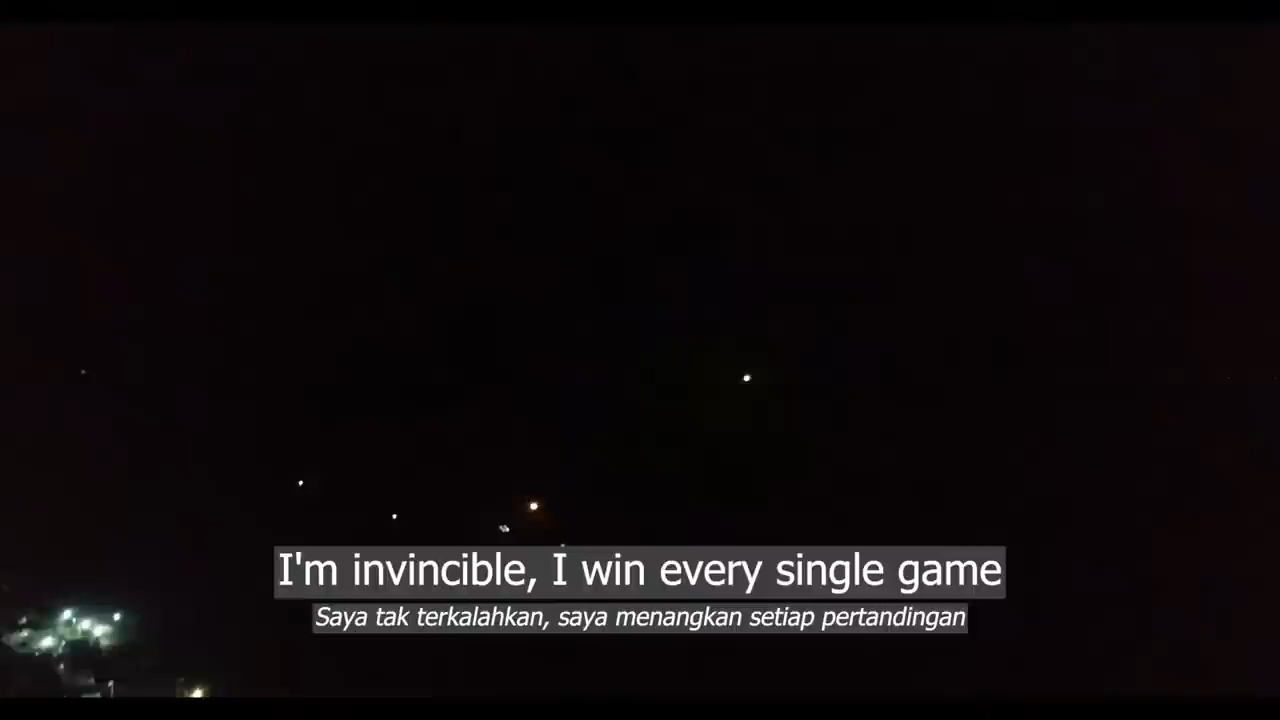 I'm invincible, I win every single game
Saya tak terkalahkan, saya menangkan setiap pertandingan